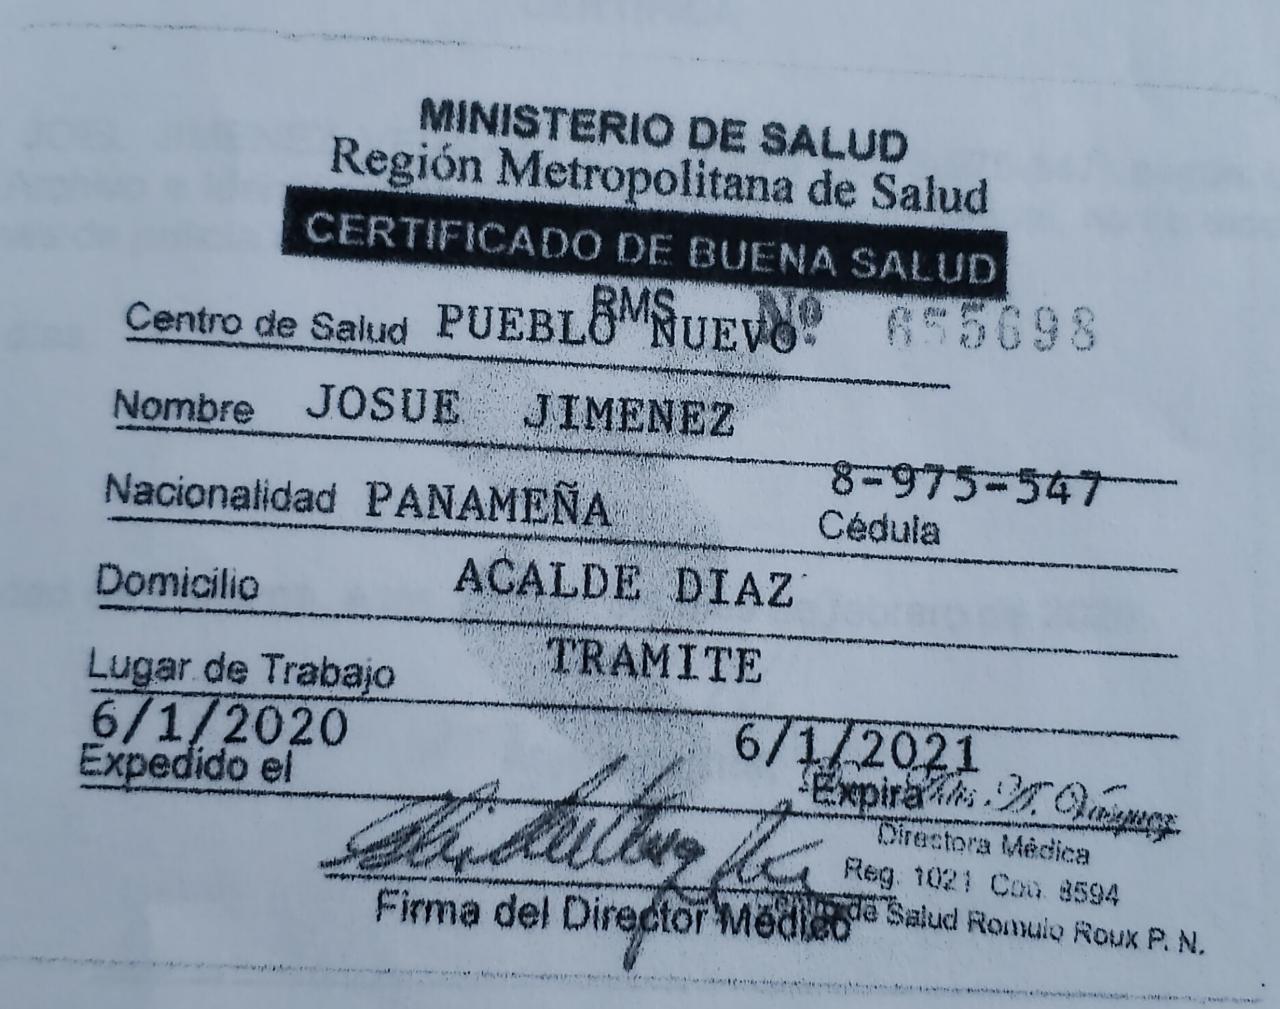 MINISTERIO DE SALUD
Región Metropolitana de Salud
CERTIFICADO DE BUENA SALUD
RMS Nº 655698
Centro de Salud PUEBLO NUEVO
Nombre JOSUE JIMENEZ
8-975-547
Nacionalidad PANAMEÑA
Cédula
Domicilio ACALDE DIAZ
Lugar de Trabajo TRAMITE
6/1/2020 6/1/2021
Expedido el Expira
Directora Médica
Reg. 1021 Cod. 8594
de Salud Romulo Roux P. N.
Firma del Director Médico